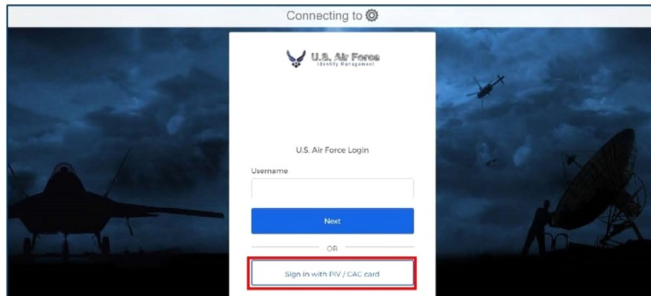 Connecting to
U.S. Air Force
Identity Management
U.S. Air Force Login
Username
Next
OR
Sign in with PIV / CAC card